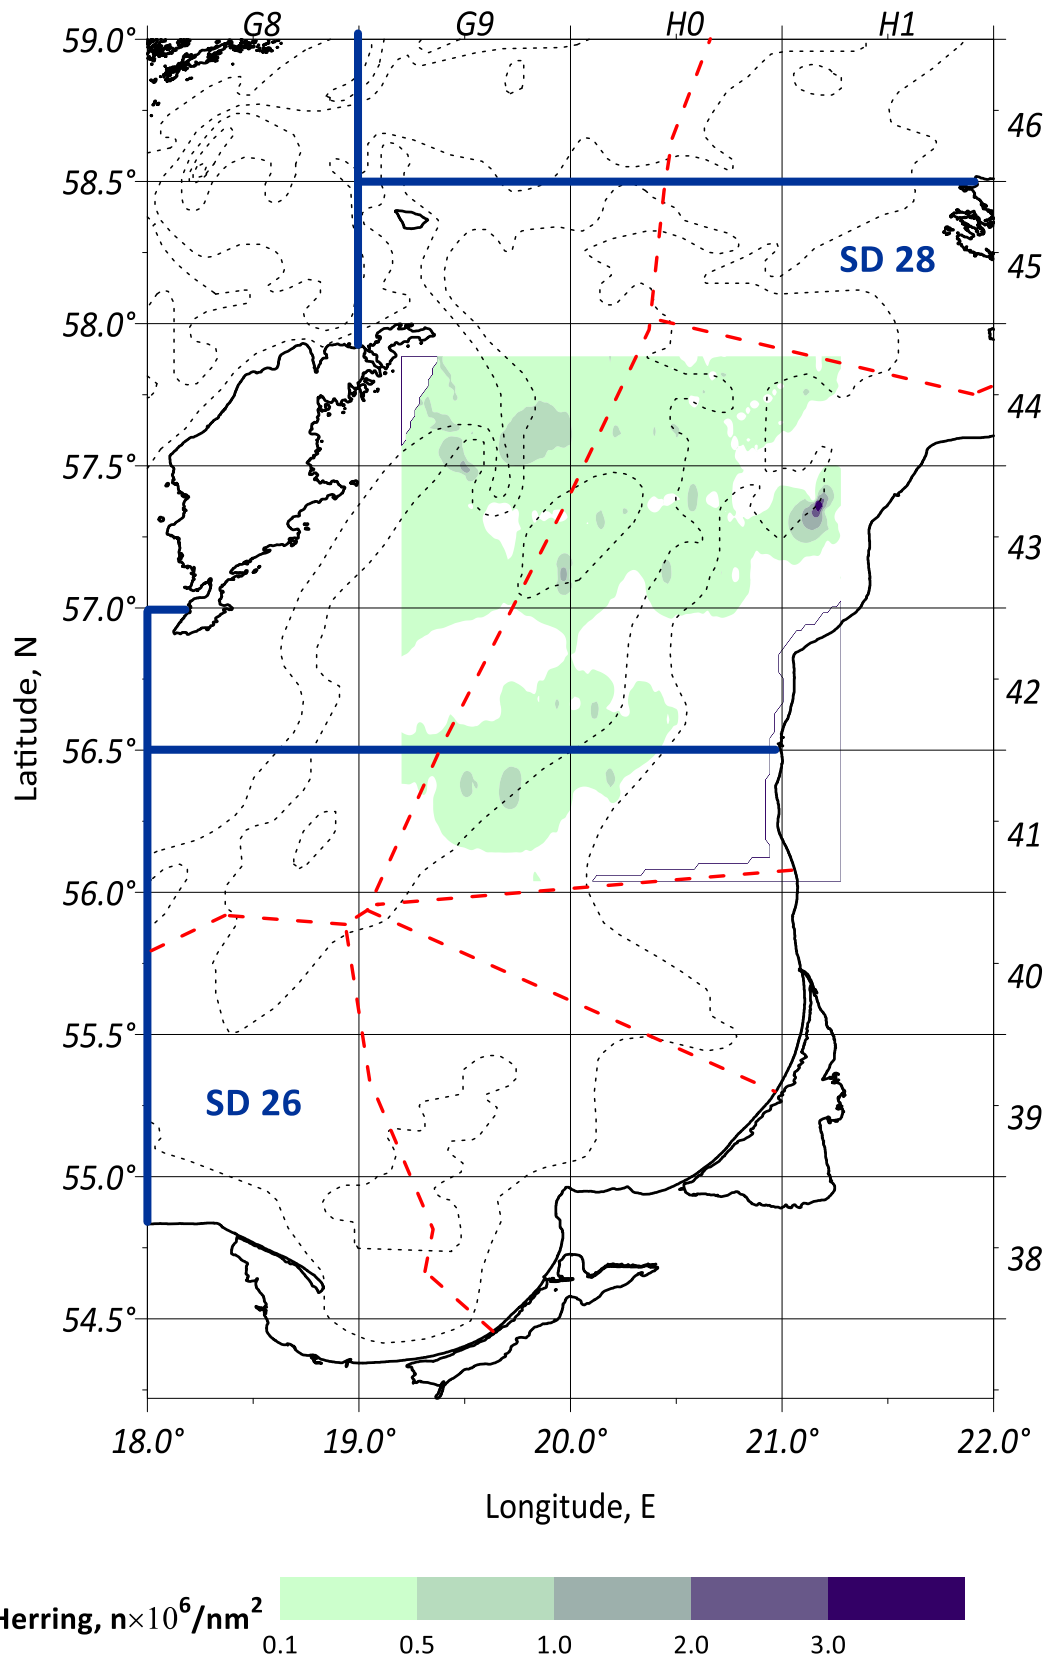 G8 G9 H0 H1
59.0°
46
58.5°
SD 28
45
58.0°
44
57.5°
43
57.0°
42
Latitude, N
56.5°
41
56.0°
40
55.5°
SD 26
39
55.0°
38
54.5°
18.0° 19.0° 20.0° 21.0° 22.0°
Longitude, E
Herring, n×10⁶/nm²
0.1 0.5 1.0 2.0 3.0